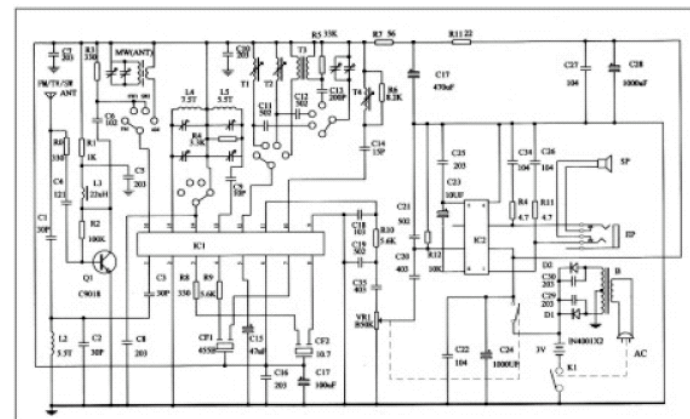 C7
203
R3
330
MW(ANT)
FM/TV/SW
ANT
C6
102
R0
330
R1
1K
C4
121
L3
22uH
C5
203
R2
100K
C1
30P
Q1
C9018
L2
5.5T
C2
30P
C8
203
C3
30P
L4
7.5T
L5
5.5T
C10
203
T1
T2
T3
R5 33K
C12
502
C11
502
C13
200P
T4
R6
8.2K
R4
3.3K
C9
10P
C14
15P
IC1
R8
330
R9
5.6K
CF1
455F
C15
47uF
CF2
10.7
C16
203
C17
100uF
C18
103
C19
502
R10
5.6K
C35
403
VR1
B50K
R7 56
R11 22
C17
470uF
C27
104
C28
1000uF
C25
203
C23
10UF
C34
104
C26
104
C21
502
C20
403
R12
10K
IC2
R4
4.7
R11
4.7
SP
EP
C22
104
C24
1000UF
D2
C30
203
C29
203
D1
B
IN4001X2
3V
AC
K1